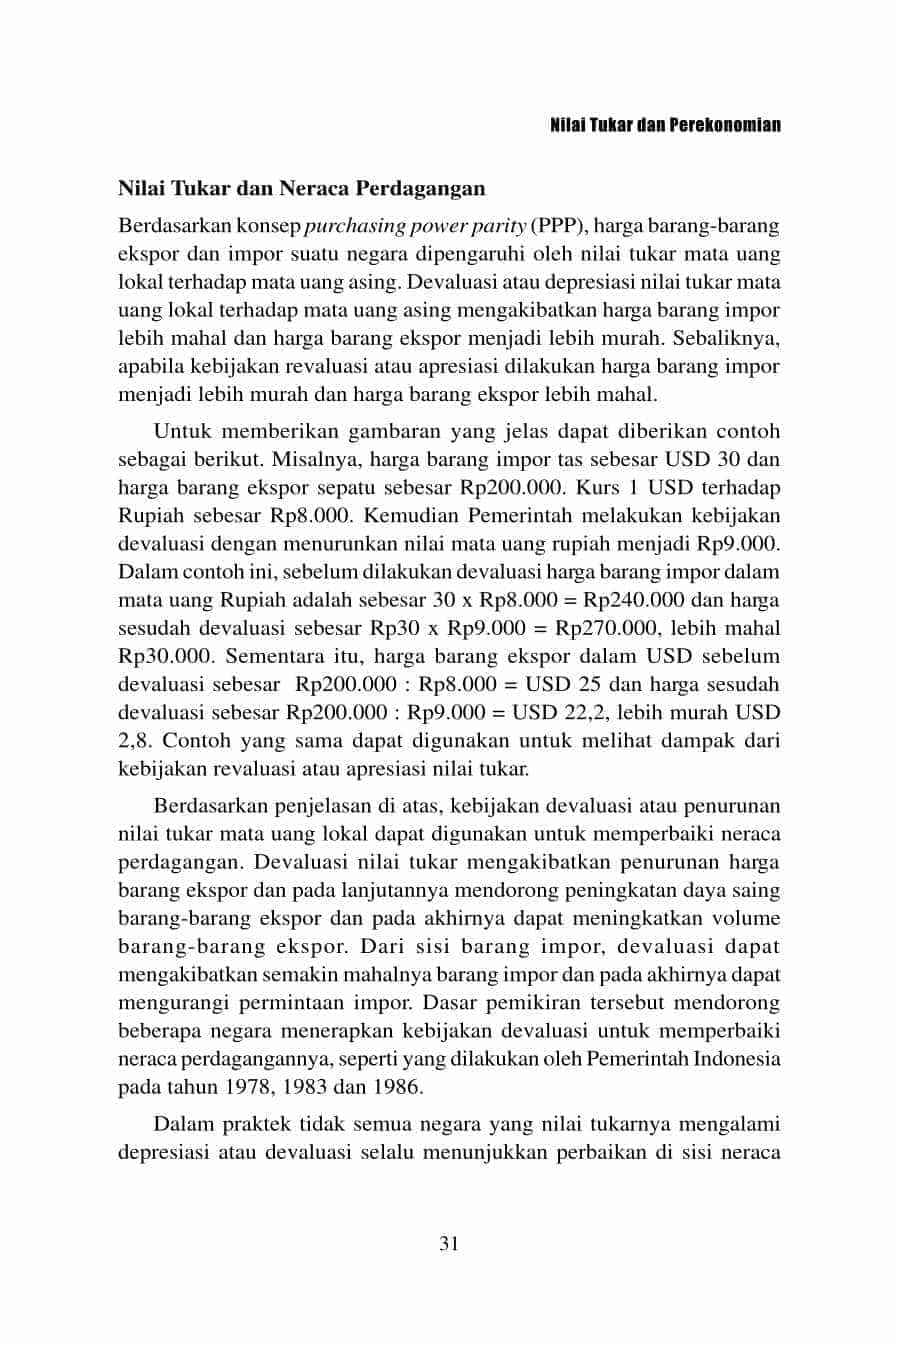 Nilai Tukar dan Perekonomian
Nilai Tukar dan Neraca Perdagangan
Berdasarkan konsep purchasing power parity (PPP), harga barang-barang
ekspor dan impor suatu negara dipengaruhi oleh nilai tukar mata uang
lokal terhadap mata uang asing. Devaluasi atau depresiasi nilai tukar mata
uang lokal terhadap mata uang asing mengakibatkan harga barang impor
lebih mahal dan harga barang ekspor menjadi lebih murah. Sebaliknya,
apabila kebijakan revaluasi atau apresiasi dilakukan harga barang impor
menjadi lebih murah dan harga barang ekspor lebih mahal.
Untuk memberikan gambaran yang jelas dapat diberikan contoh
sebagai berikut. Misalnya, harga barang impor tas sebesar USD 30 dan
harga barang ekspor sepatu sebesar Rp200.000. Kurs 1 USD terhadap
Rupiah sebesar Rp8.000. Kemudian Pemerintah melakukan kebijakan
devaluasi dengan menurunkan nilai mata uang rupiah menjadi Rp9.000.
Dalam contoh ini, sebelum dilakukan devaluasi harga barang impor dalam
mata uang Rupiah adalah sebesar 30 x Rp8.000 = Rp240.000 dan harga
sesudah devaluasi sebesar Rp30 x Rp9.000 = Rp270.000, lebih mahal
Rp30.000. Sementara itu, harga barang ekspor dalam USD sebelum
devaluasi sebesar Rp200.000 : Rp8.000 = USD 25 dan harga sesudah
devaluasi sebesar Rp200.000 : Rp9.000 = USD 22,2, lebih murah USD
2,8. Contoh yang sama dapat digunakan untuk melihat dampak dari
kebijakan revaluasi atau apresiasi nilai tukar.
Berdasarkan penjelasan di atas, kebijakan devaluasi atau penurunan
nilai tukar mata uang lokal dapat digunakan untuk memperbaiki neraca
perdagangan. Devaluasi nilai tukar mengakibatkan penurunan harga
barang ekspor dan pada lanjutannya mendorong peningkatan daya saing
barang-barang ekspor dan pada akhirnya dapat meningkatkan volume
barang-barang ekspor. Dari sisi barang impor, devaluasi dapat
mengakibatkan semakin mahalnya barang impor dan pada akhirnya dapat
mengurangi permintaan impor. Dasar pemikiran tersebut mendorong
beberapa negara menerapkan kebijakan devaluasi untuk memperbaiki
neraca perdagangannya, seperti yang dilakukan oleh Pemerintah Indonesia
pada tahun 1978, 1983 dan 1986.
Dalam praktek tidak semua negara yang nilai tukarnya mengalami
depresiasi atau devaluasi selalu menunjukkan perbaikan di sisi neraca
31